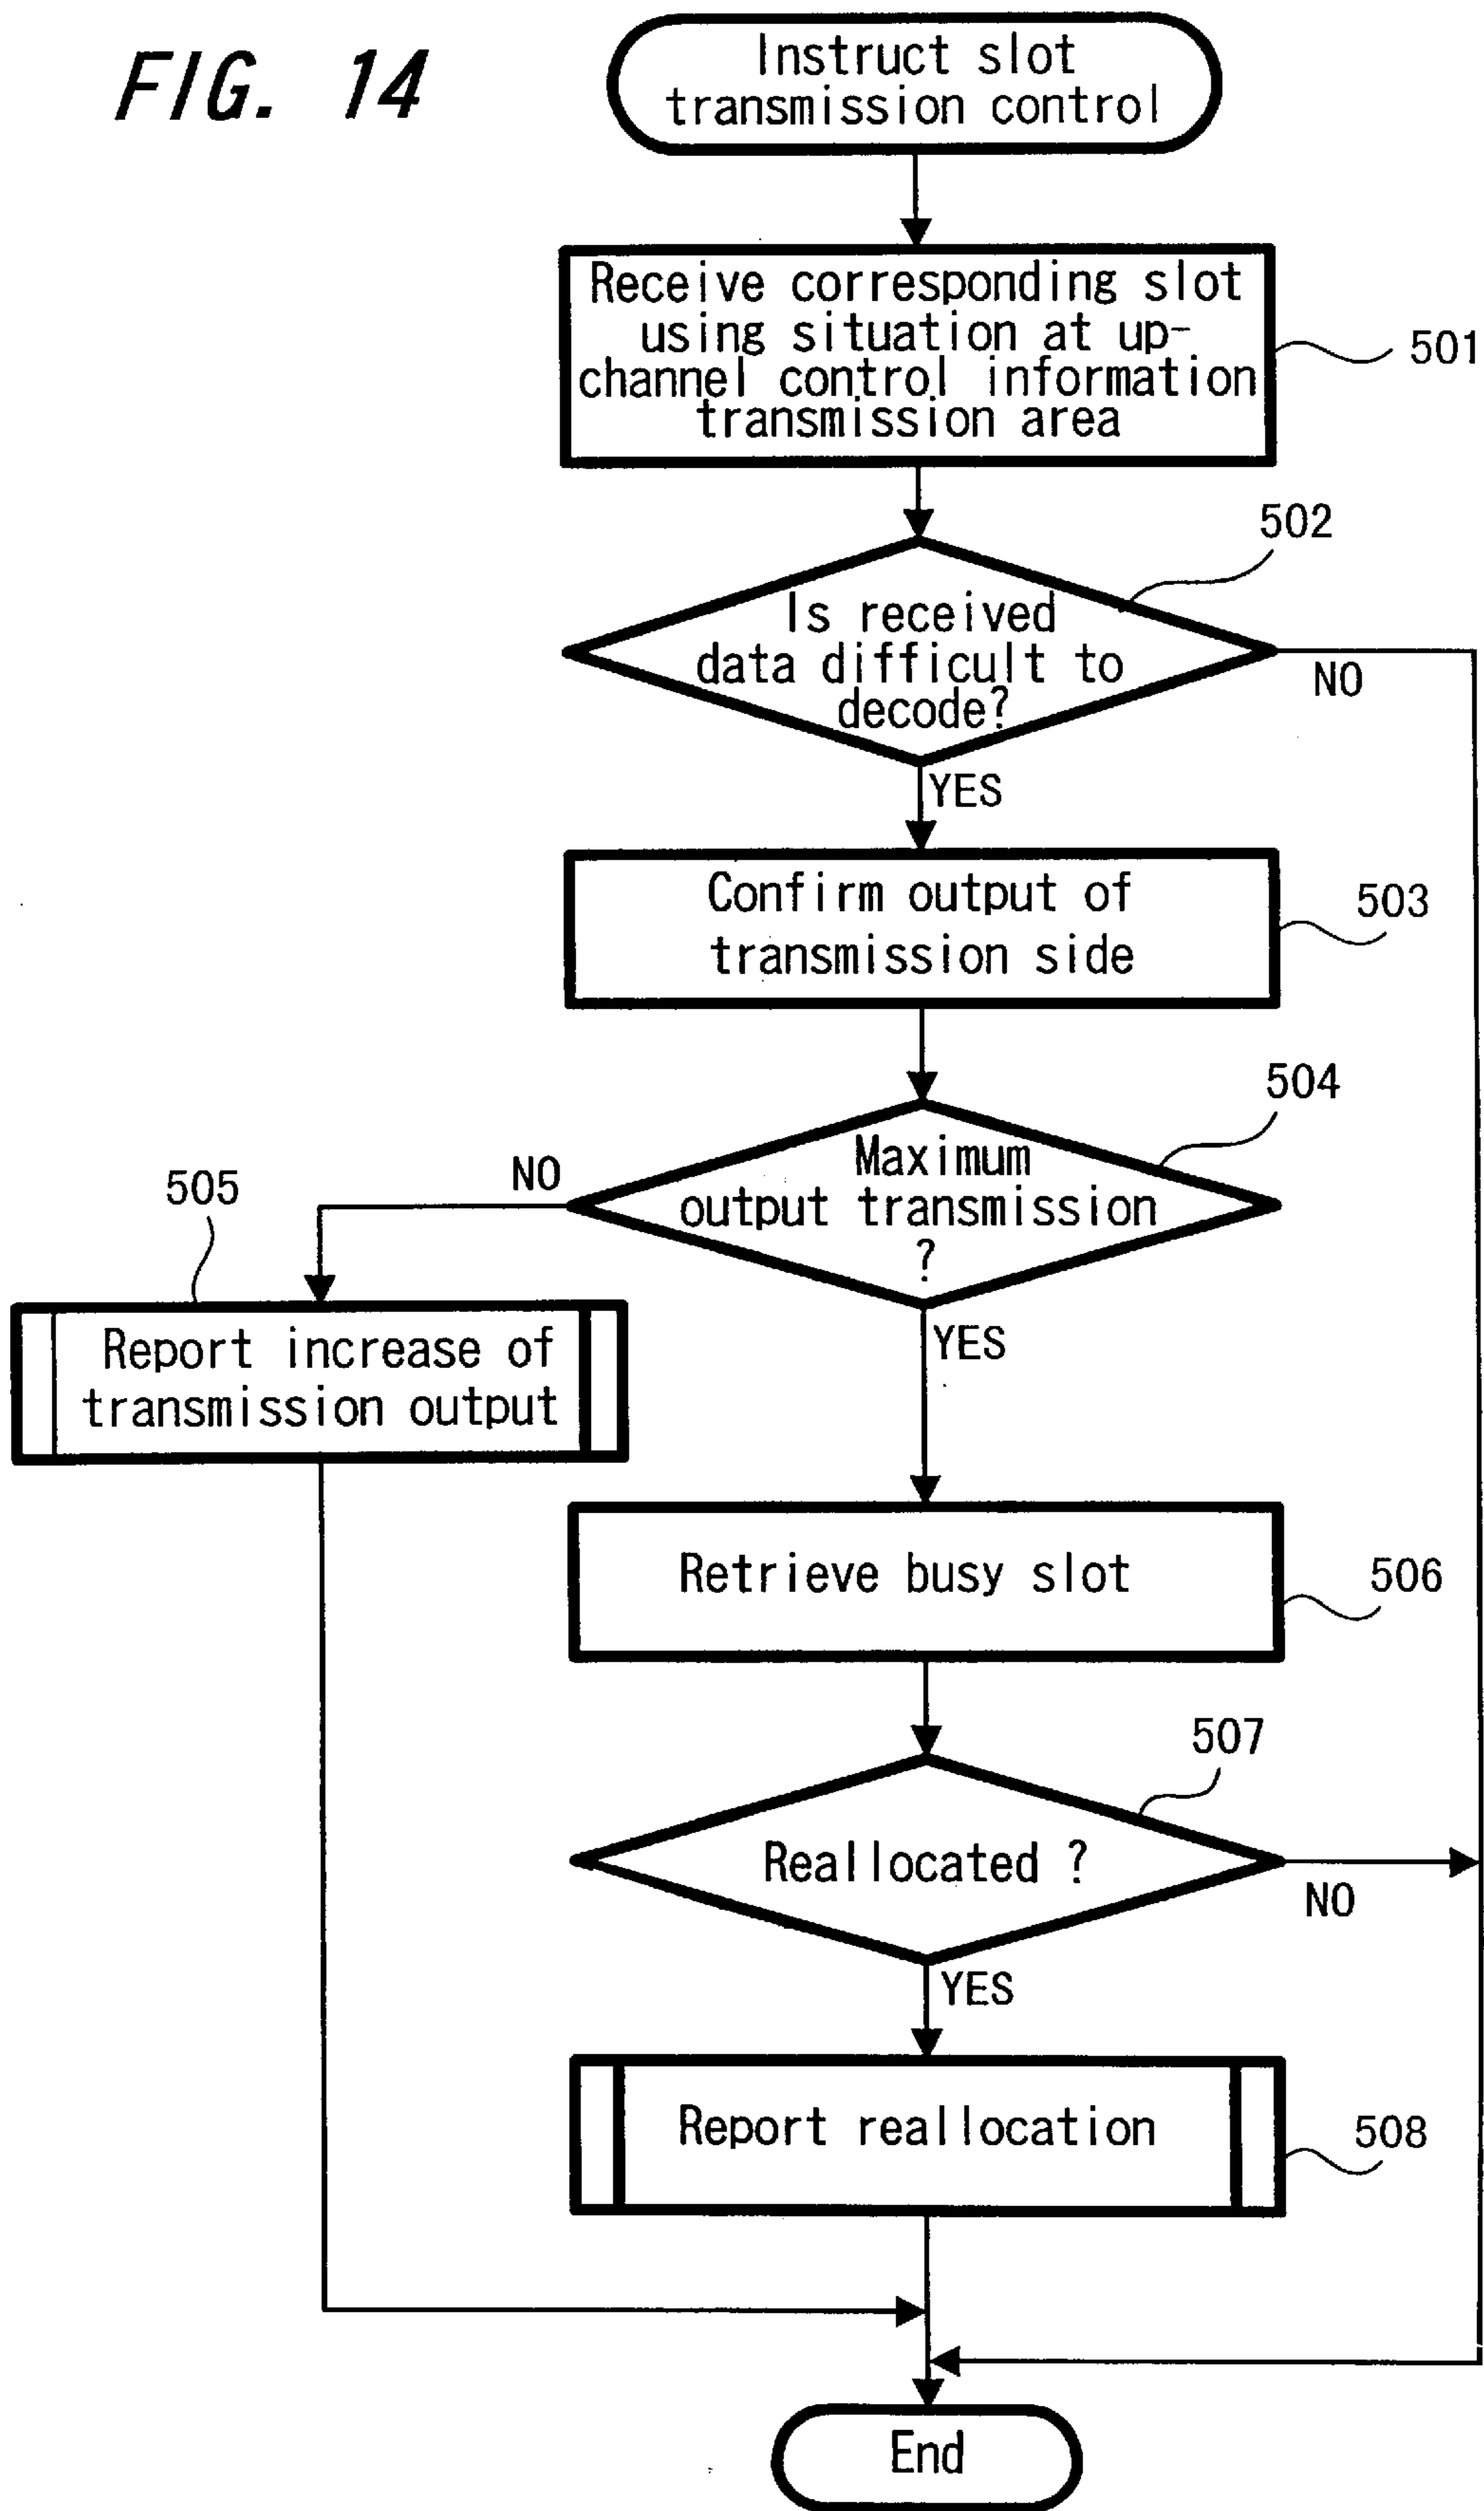 FIG. 14
Instruct slot
transmission control
Receive corresponding slot
using situation at up-
channel control information
transmission area
501
502
Is received
data difficult to
decode?
NO
YES
Confirm output of
transmission side
503
504
Maximum
output transmission
?
NO
505
YES
Report increase of
transmission output
Retrieve busy slot
506
507
Reallocated ?
NO
YES
Report reallocation
508
End